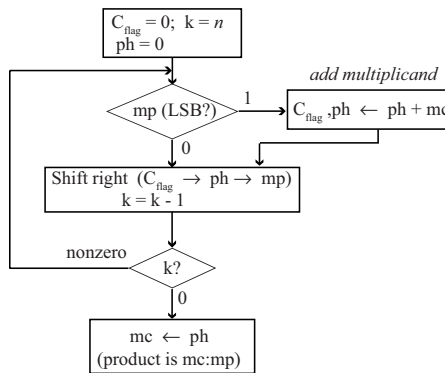 C_flag = 0; k = n
ph = 0
add multiplicand
mp (LSB?)
1
C_flag ,ph ← ph + mc
0
Shift right (C_flag → ph → mp)
k = k - 1
nonzero
k?
0
mc ← ph
(product is mc:mp)